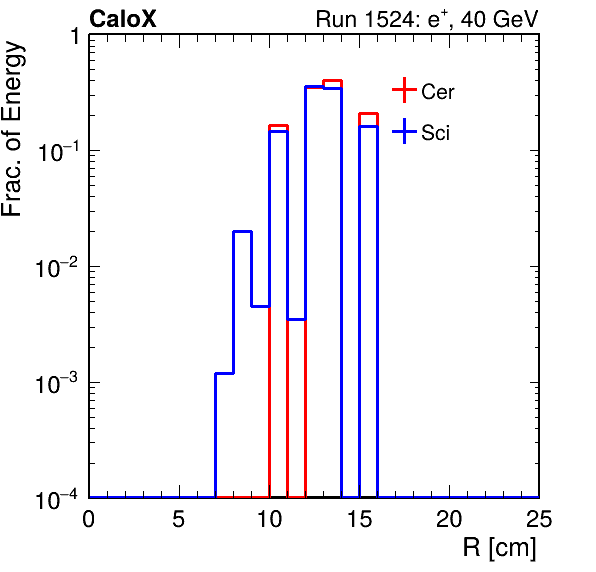 CaloX Run 1524: e⁺, 40 GeV
Frac. of Energy
1
10⁻¹
10⁻²
10⁻³
10⁻⁴
Cer
Sci
0 5 10 15 20 25
R [cm]